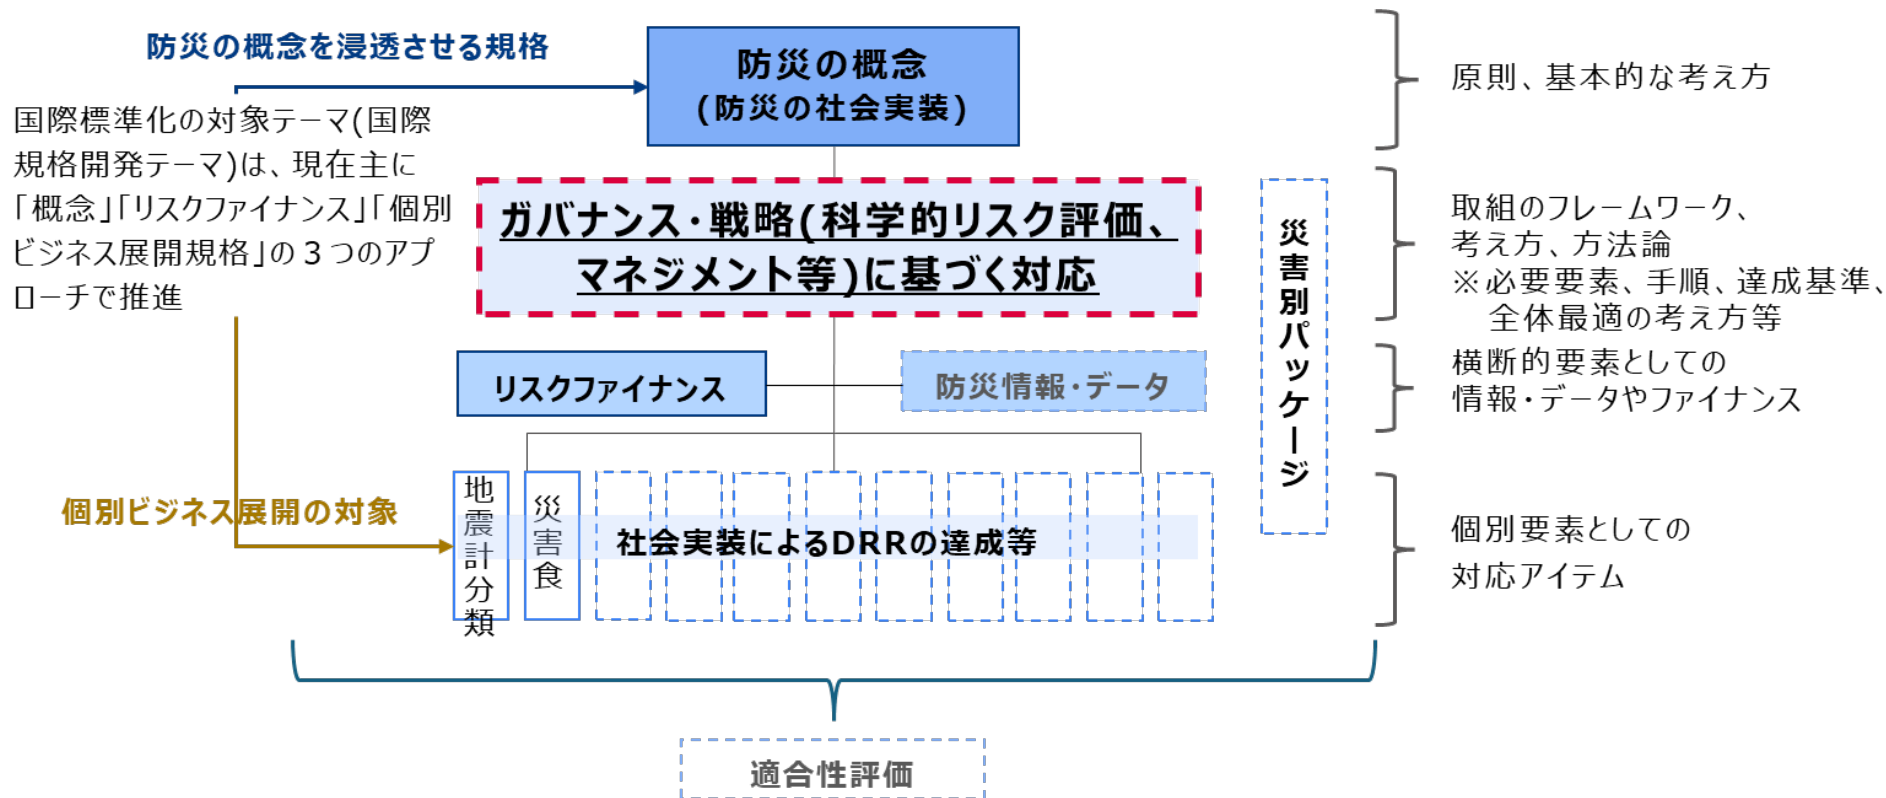 防災の概念を浸透させる規格
国際標準化の対象テーマ(国際
規格開発テーマ)は、現在主に
「概念」「リスクファイナンス」「個別
ビジネス展開規格」の３つのアプ
ローチで推進
個別ビジネス展開の対象
防災の概念
(防災の社会実装)
ガバナンス・戦略(科学的リスク評価、
マネジメント等)に基づく対応
リスクファイナンス
防災情報・データ
地震計分類
災害食
社会実装によるDRRの達成等
災害別パッケージ
原則、基本的な考え方
取組のフレームワーク、
考え方、方法論
※必要要素、手順、達成基準、
全体最適の考え方等
横断的要素としての
情報・データやファイナンス
個別要素としての
対応アイテム
適合性評価